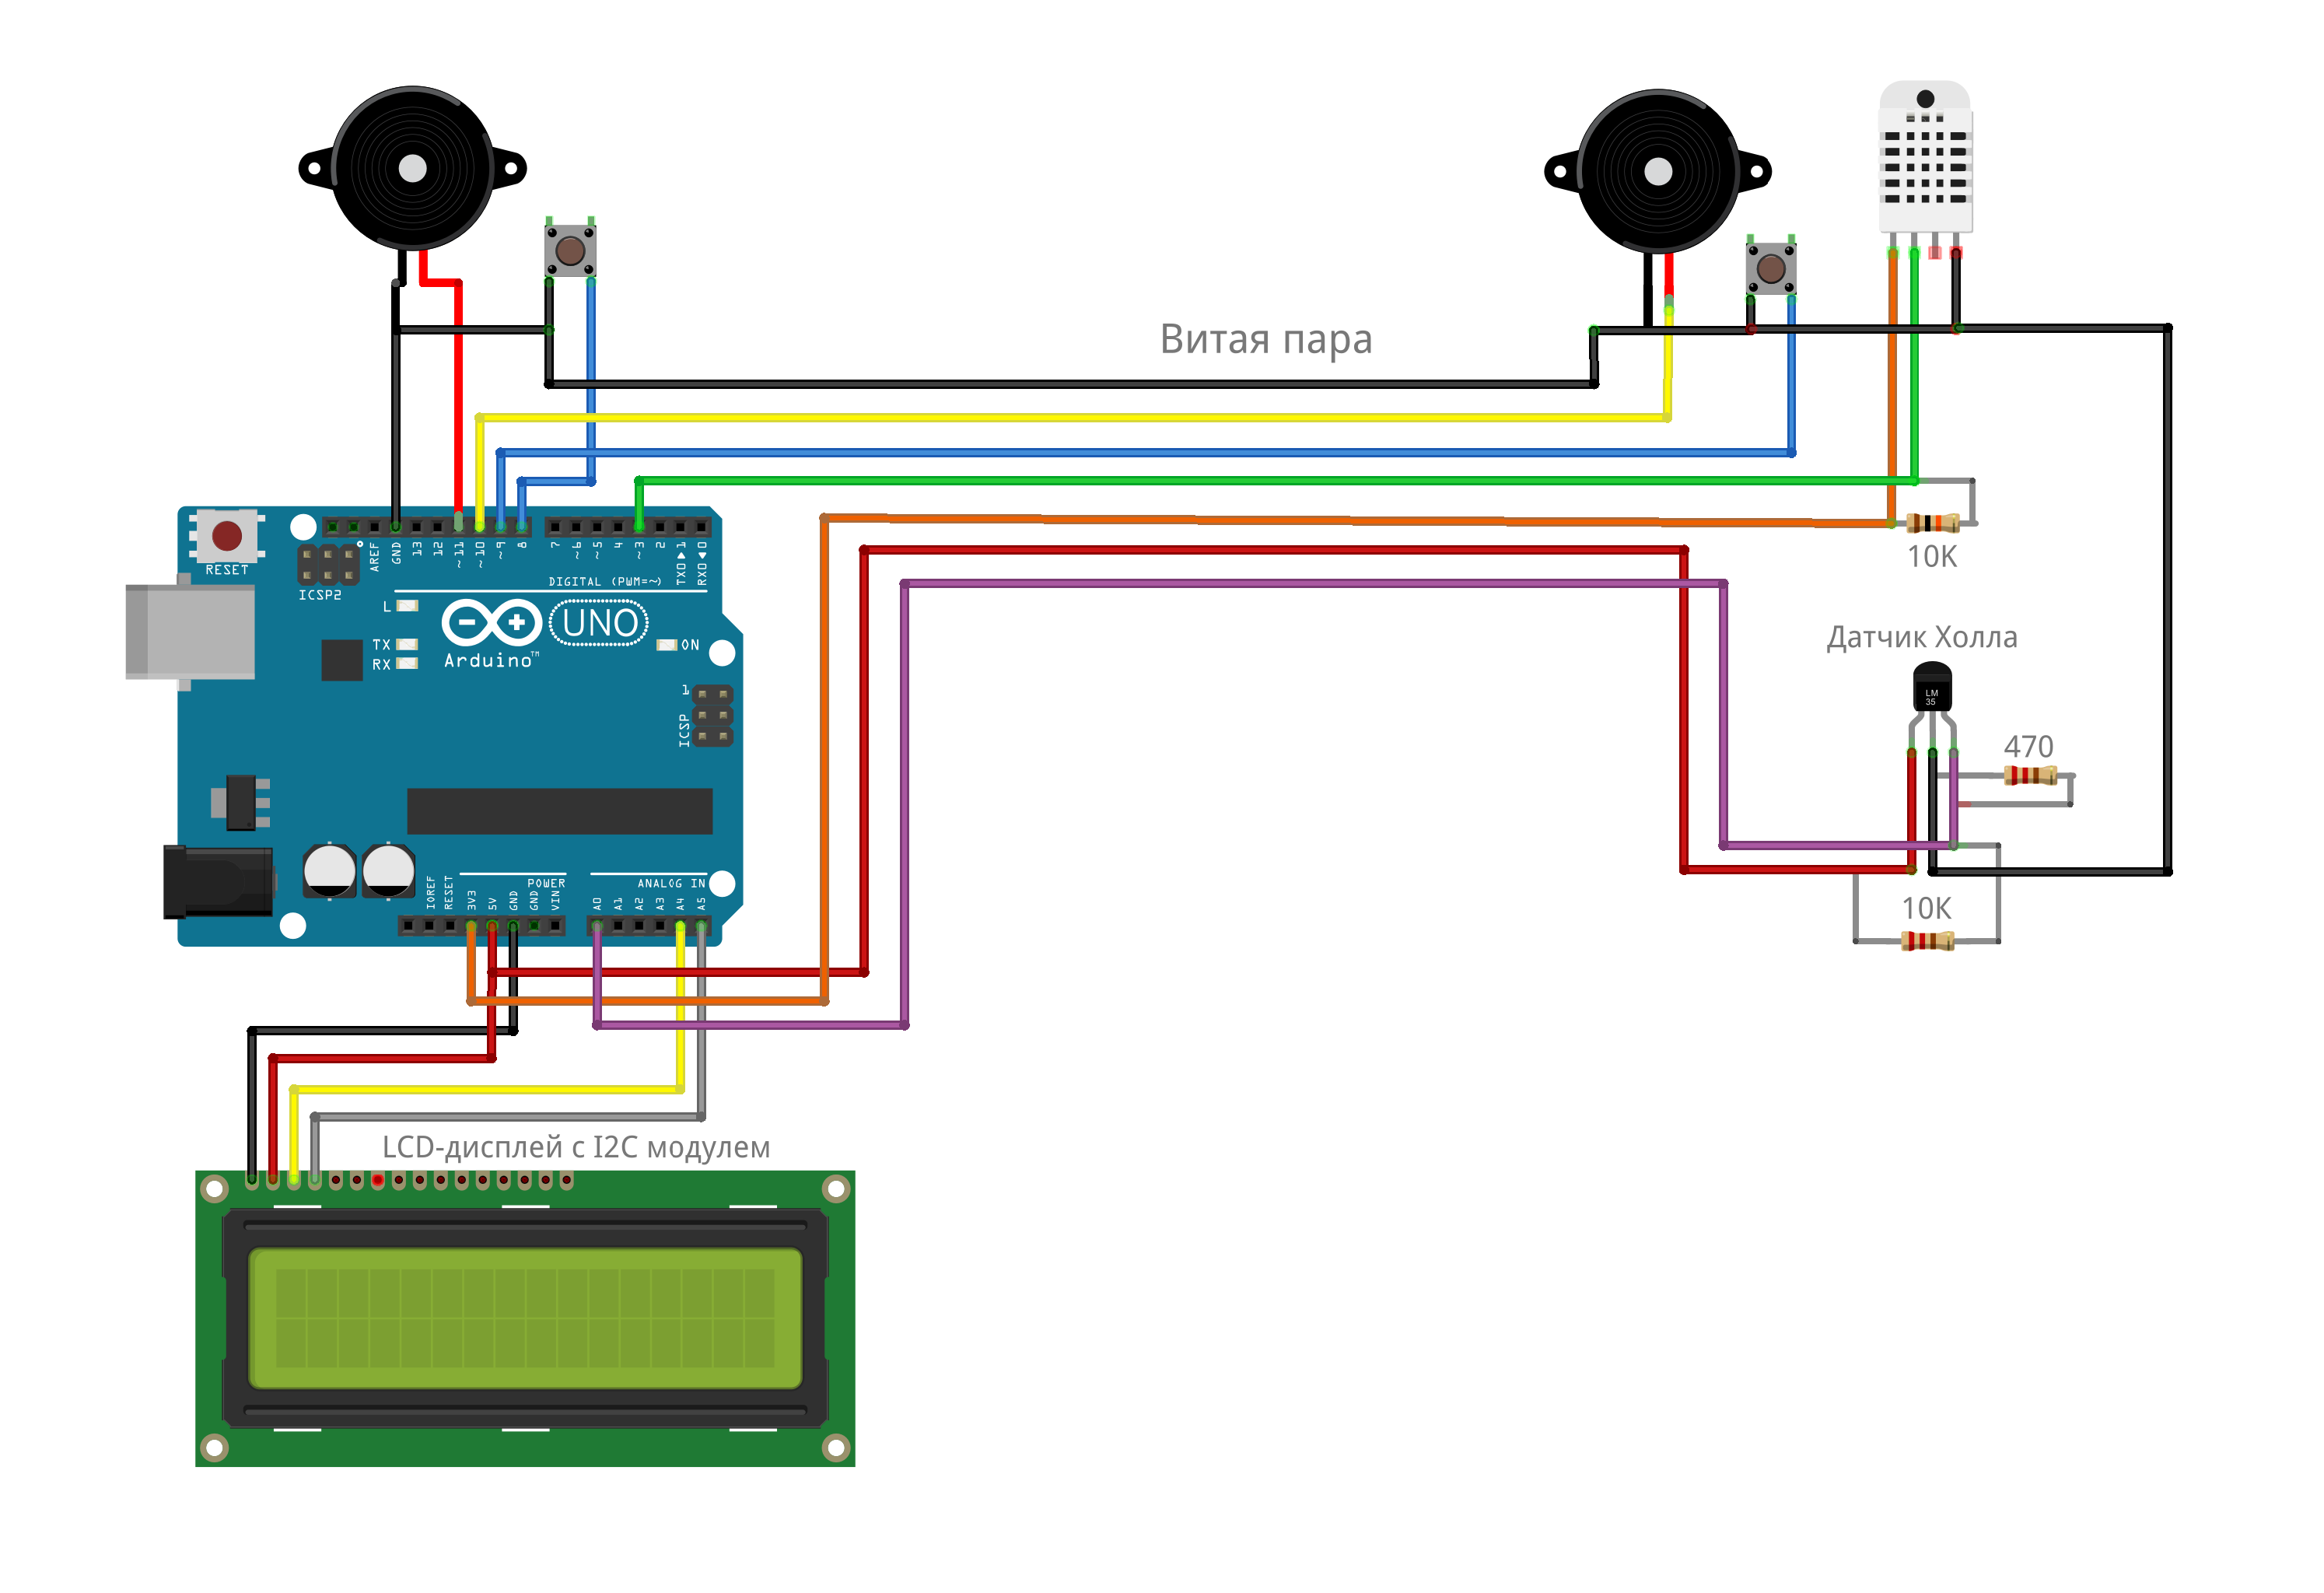 Витая пара
10K
RESET
ICSP2
AREF
GND
13
12
~11
~10
~9
8
7
~6
~5
4
~3
2
TX0▶1
RX0◀0
DIGITAL (PWM=~)
L
TX
RX
UNO
ON
Arduino™
1
ICSP
Датчик Холла
LM
35
470
10K
POWER
ANALOG IN
IOREF
RESET
3V3
5V
GND
GND
VIN
A0
A1
A2
A3
A4
A5
LCD-дисплей с I2C модулем